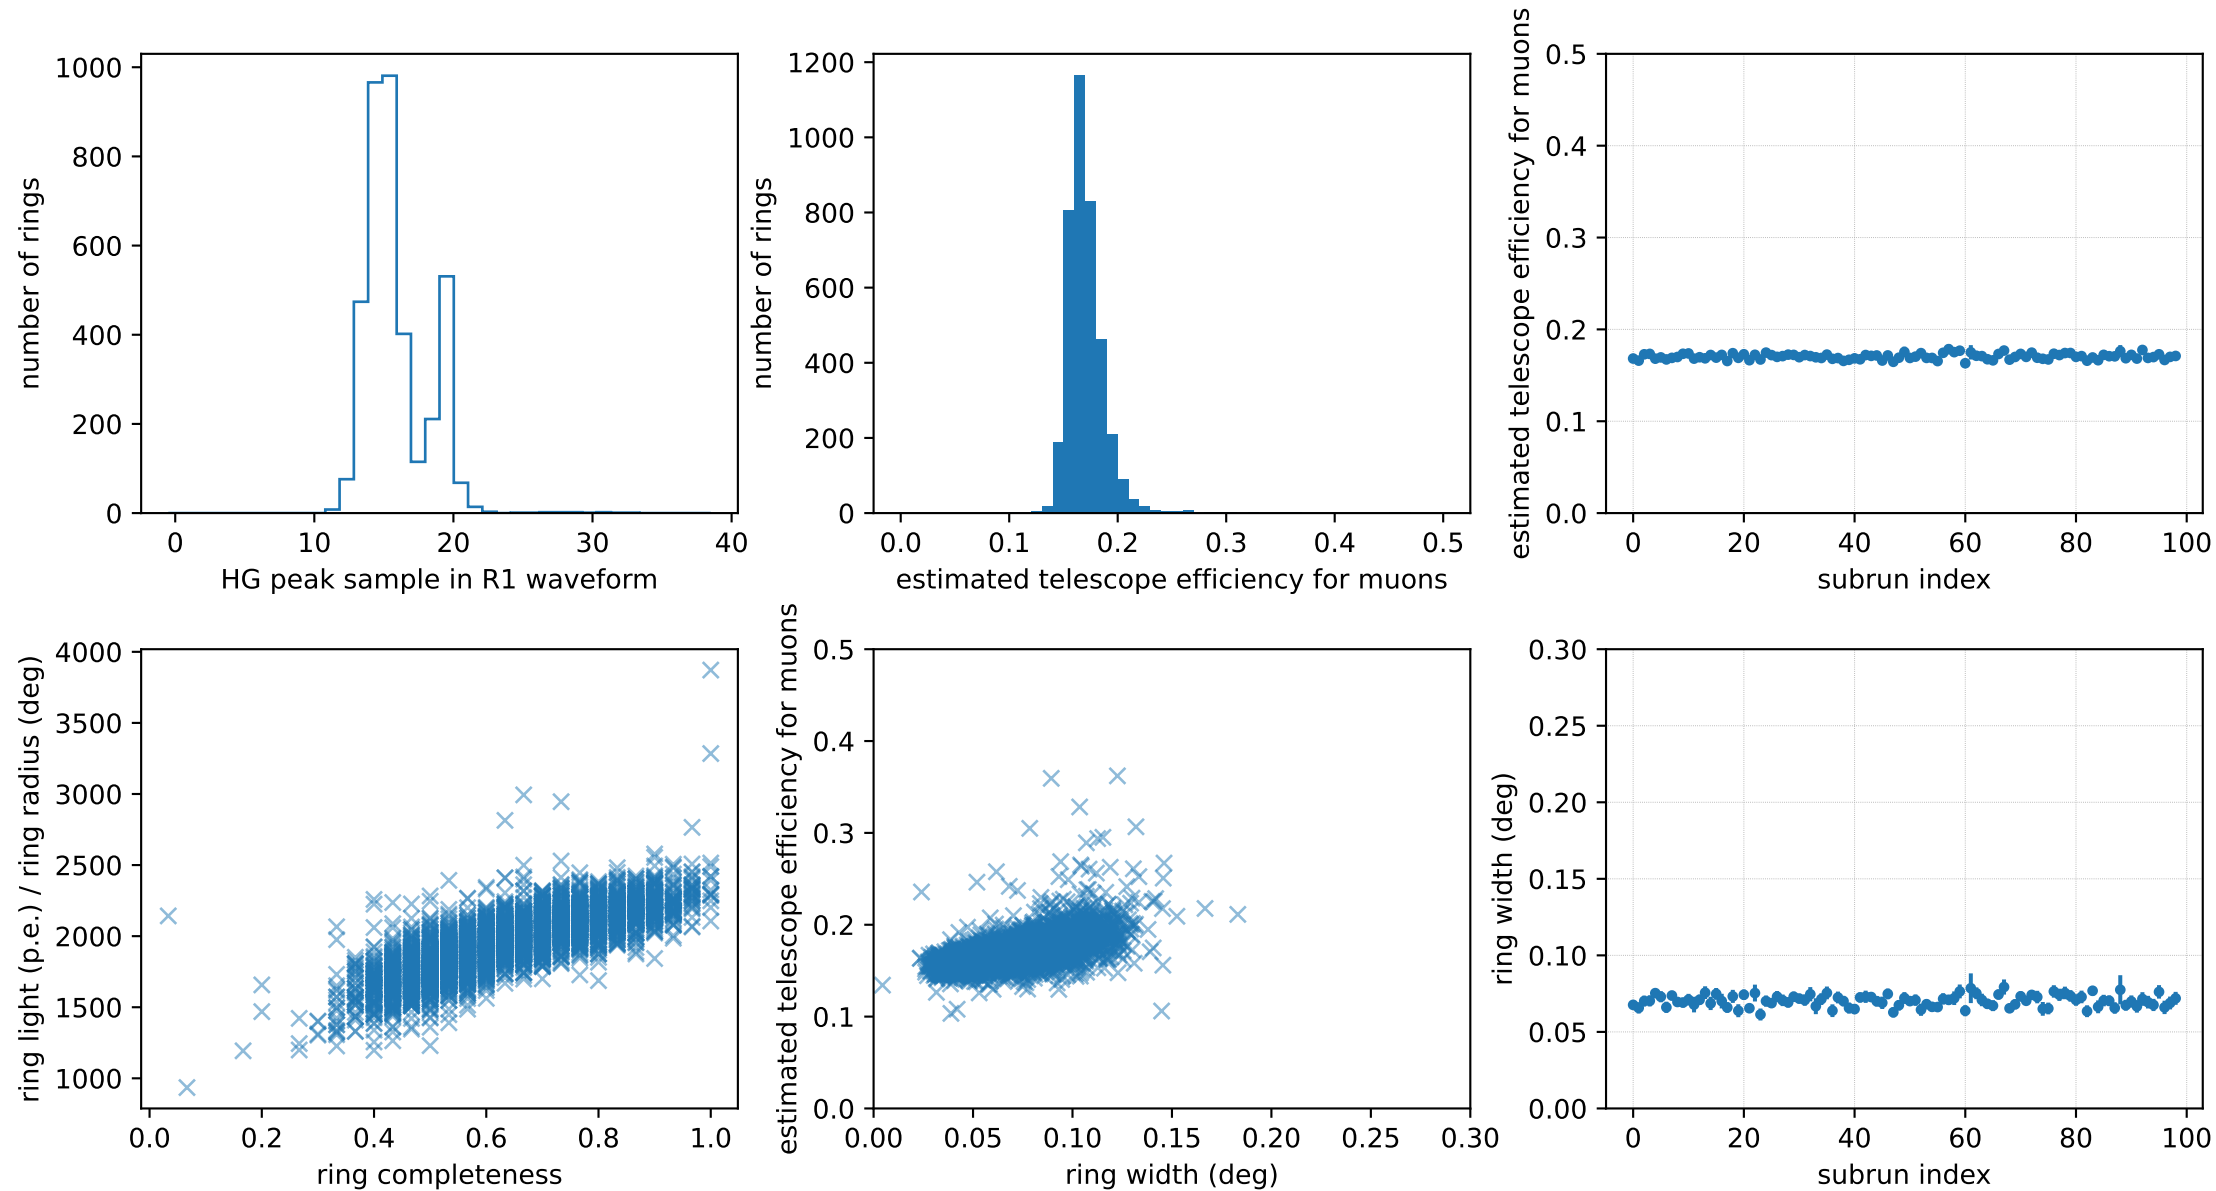 1000
800
600
400
200
0
number of rings
0 10 20 30 40
HG peak sample in R1 waveform
1200
1000
800
600
400
200
0
number of rings
0.0 0.1 0.2 0.3 0.4 0.5
estimated telescope efficiency for muons
0.5
0.4
0.3
0.2
0.1
0.0
estimated telescope efficiency for muons
0 20 40 60 80 100
subrun index
4000
3500
3000
2500
2000
1500
1000
ring light (p.e.) / ring radius (deg)
0.0 0.2 0.4 0.6 0.8 1.0
ring completeness
0.5
0.4
0.3
0.2
0.1
0.0
estimated telescope efficiency for muons
0.00 0.05 0.10 0.15 0.20 0.25 0.30
ring width (deg)
0.30
0.25
0.20
0.15
0.10
0.05
0.00
ring width (deg)
0 20 40 60 80 100
subrun index